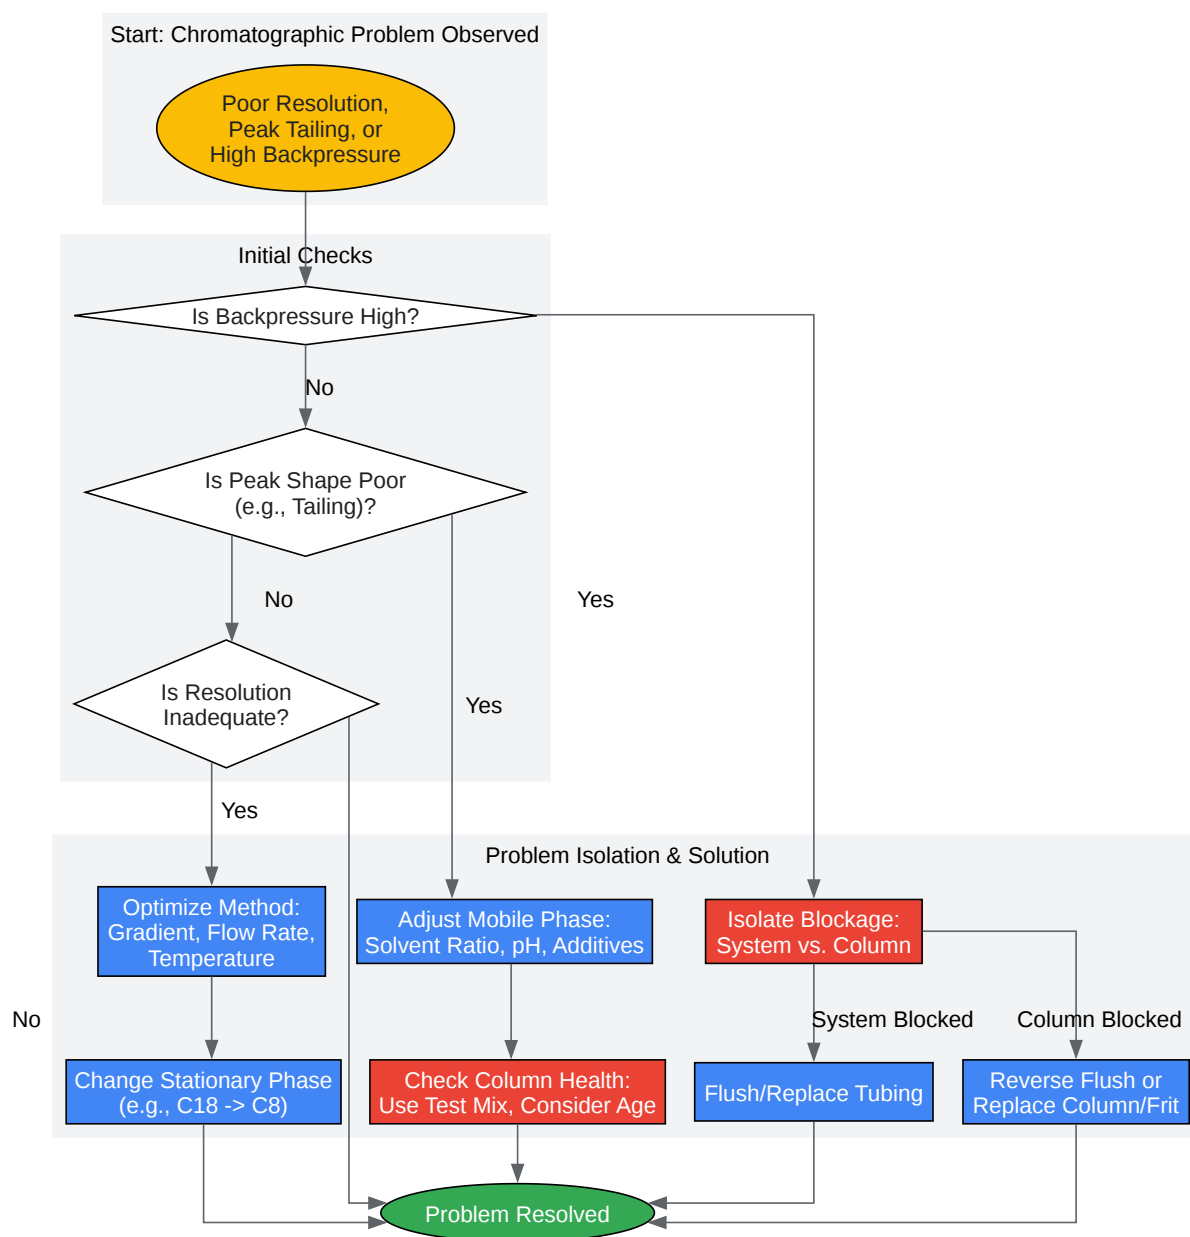 Start: Chromatographic Problem Observed
Poor Resolution,
Peak Tailing, or
High Backpressure
Initial Checks
Is Backpressure High?
No
Is Peak Shape Poor
(e.g., Tailing)?
No
Yes
Is Resolution
Inadequate?
Yes
Yes
Problem Isolation & Solution
Optimize Method:
Gradient, Flow Rate,
Temperature
Adjust Mobile Phase:
Solvent Ratio, pH, Additives
Isolate Blockage:
System vs. Column
No
System Blocked
Column Blocked
Change Stationary Phase
(e.g., C18 -> C8)
Check Column Health:
Use Test Mix, Consider Age
Flush/Replace Tubing
Reverse Flush or
Replace Column/Frit
Problem Resolved